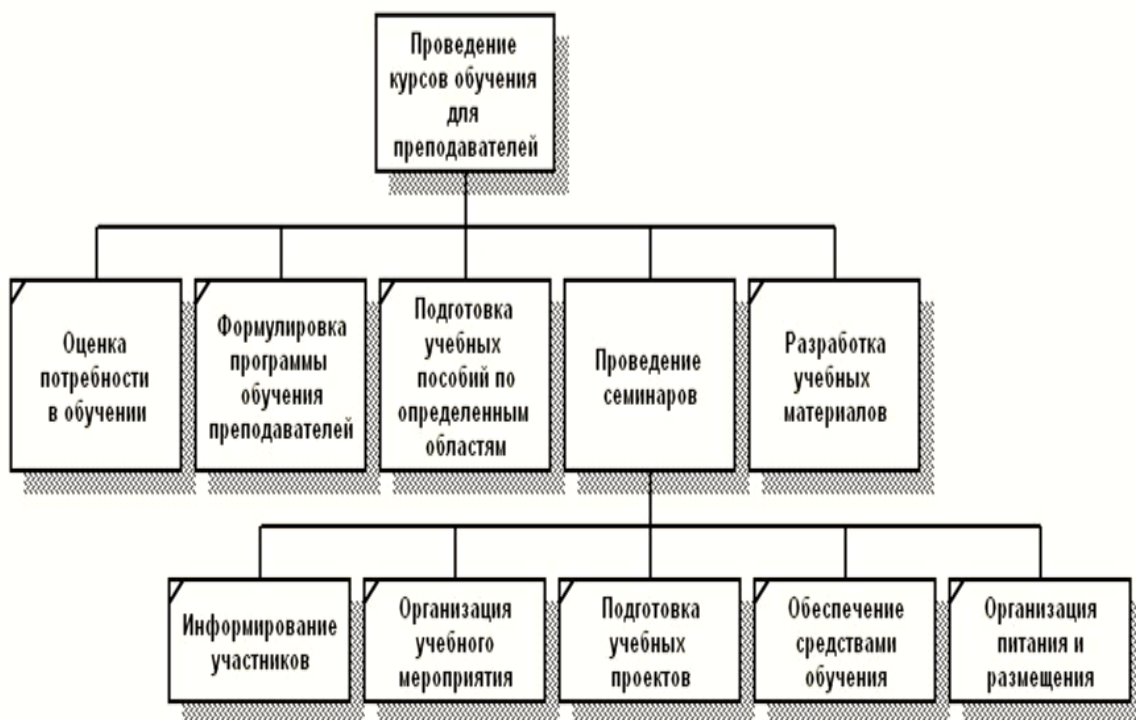 Проведение
курсов обучения
для
преподавателей
Оценка
потребности
в обучении
Формулировка
программы
обучения
преподавателей
Подготовка
учебных
пособий по
определенным
областям
Проведение
семинаров
Разработка
учебных
материалов
Информирование
участников
Организация
учебного
мероприятия
Подготовка
учебных
проектов
Обеспечение
средствами
обучения
Организация
питания и
размещения